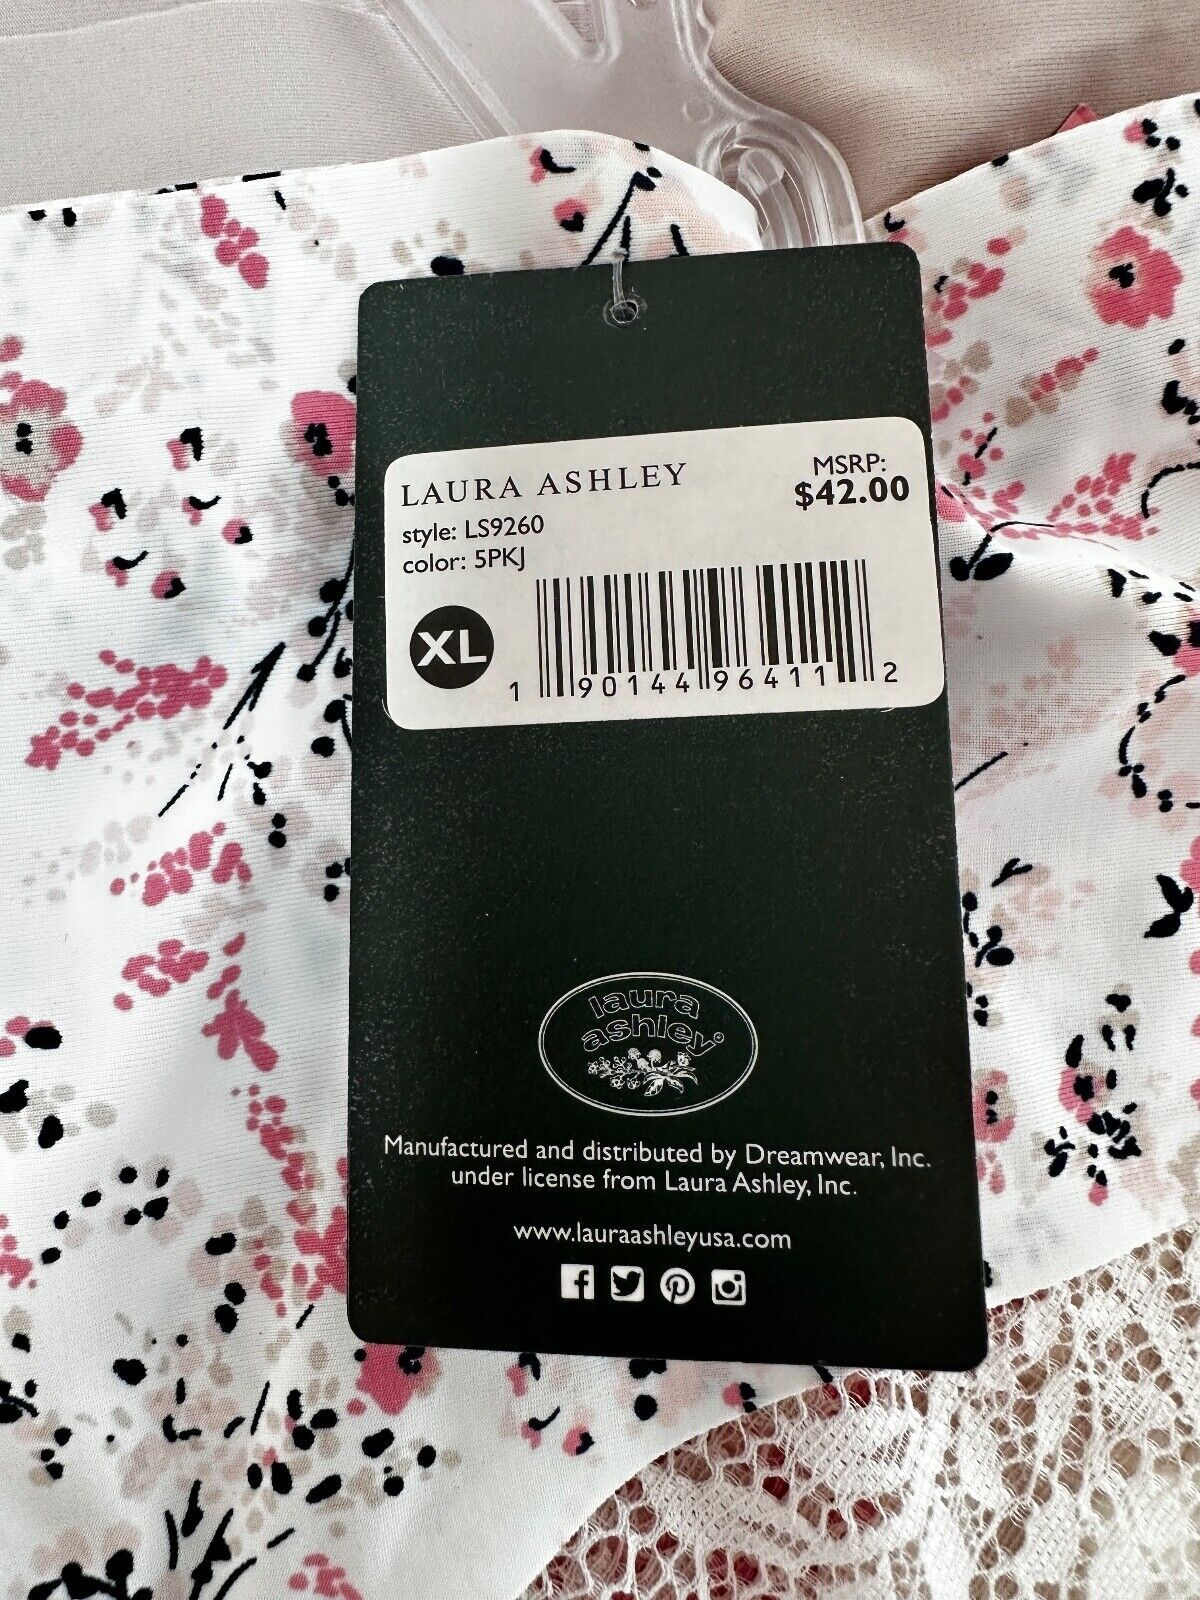 LAURA ASHLEY
MSRP:
$42.00
style: LS9260
color: 5PKJ
XL
1 90144 96411 2
laura
ashley®
Manufactured and distributed by Dreamwear, Inc.
under license from Laura Ashley, Inc.
www.lauraashleyusa.com